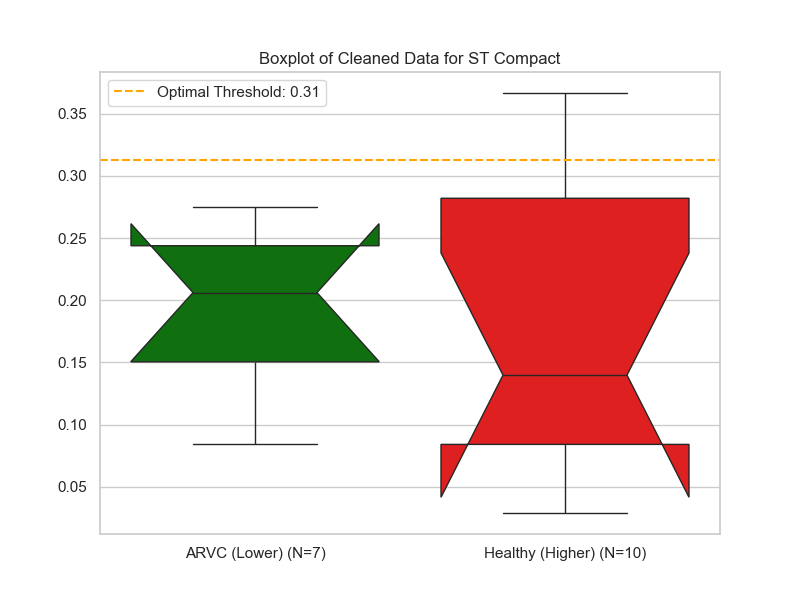 Boxplot of Cleaned Data for ST Compact
Optimal Threshold: 0.31
0.35
0.30
0.25
0.20
0.15
0.10
0.05
ARVC (Lower) (N=7)
Healthy (Higher) (N=10)